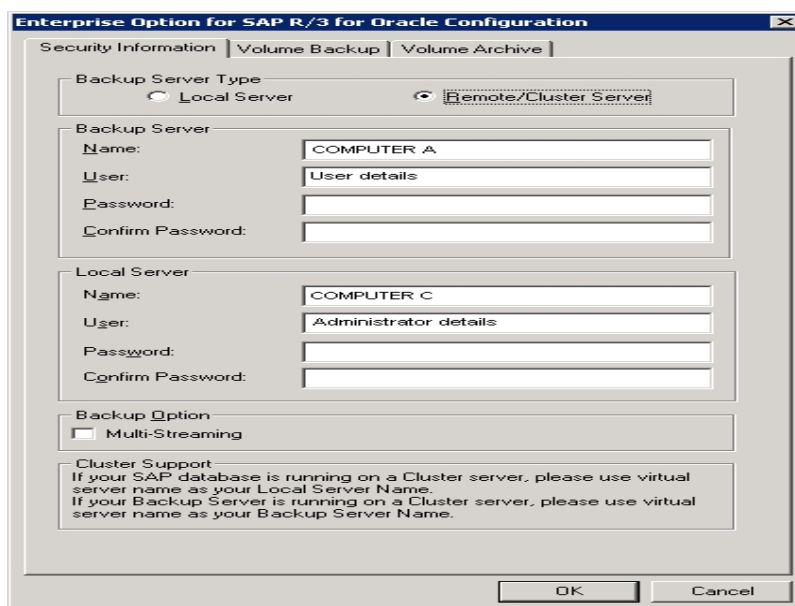 Enterprise Option for SAP R/3 for Oracle Configuration
Security Information
Volume Backup
Volume Archive
Backup Server Type
Local Server
Remote/Cluster Server
Backup Server
Name:
COMPUTER A
User:
User details
Password:
Confirm Password:
Local Server
Name:
COMPUTER C
User:
Administrator details
Password:
Confirm Password:
Backup Option
Multi-Streaming
Cluster Support
If your SAP database is running on a Cluster server, please use virtual
server name as your Local Server Name.
If your Backup Server is running on a Cluster server, please use virtual
server name as your Backup Server Name.
OK
Cancel